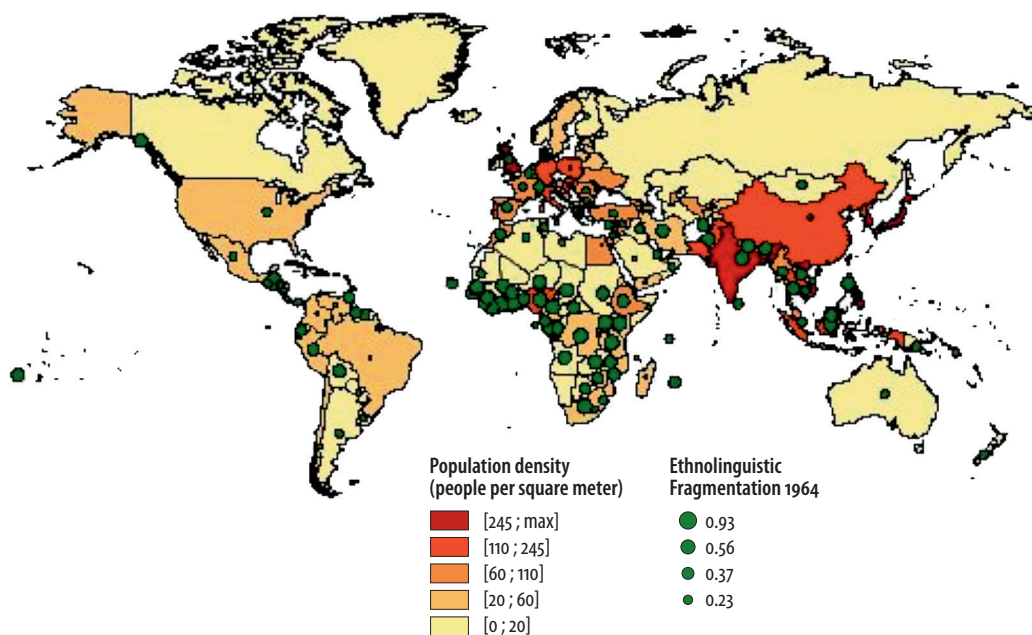 Population density
(people per square meter)
[245 ; max]
[110 ; 245]
[60 ; 110]
[20 ; 60]
[0 ; 20]
Ethnolinguistic
Fragmentation 1964
0.93
0.56
0.37
0.23